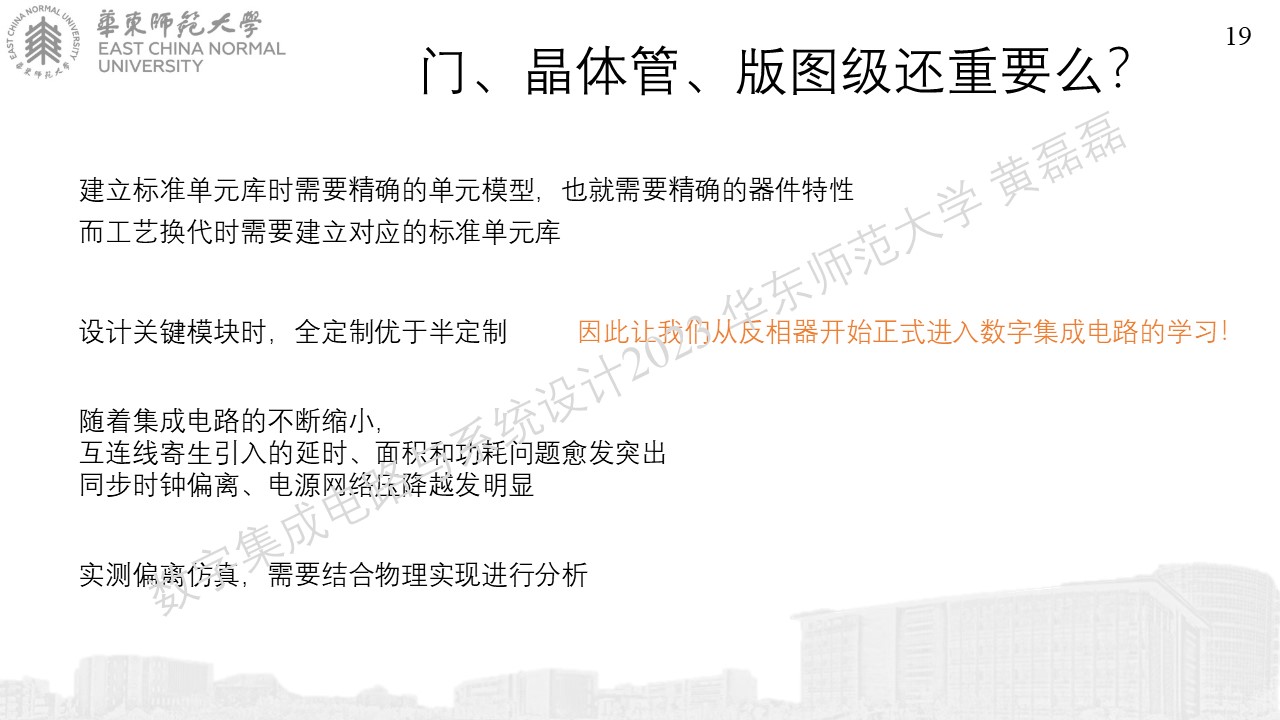 華東師範大學
EAST CHINA NORMAL
UNIVERSITY
EAST CHINA NORMAL UNIVERSITY
華東师范大学
19
门、晶体管、版图级还重要么?
建立标准单元库时需要精确的单元模型，也就需要精确的器件特性
而工艺换代时需要建立对应的标准单元库
设计关键模块时，全定制优于半定制
因此让我们从反相器开始正式进入数字集成电路的学习！
随着集成电路的不断缩小，
互连线寄生引入的延时、面积和功耗问题愈发突出
同步时钟偏离、电源网络压降越发明显
实测偏离仿真，需要结合物理实现进行分析
数字集成电路与系统设计2023 华东师范大学 黄磊磊